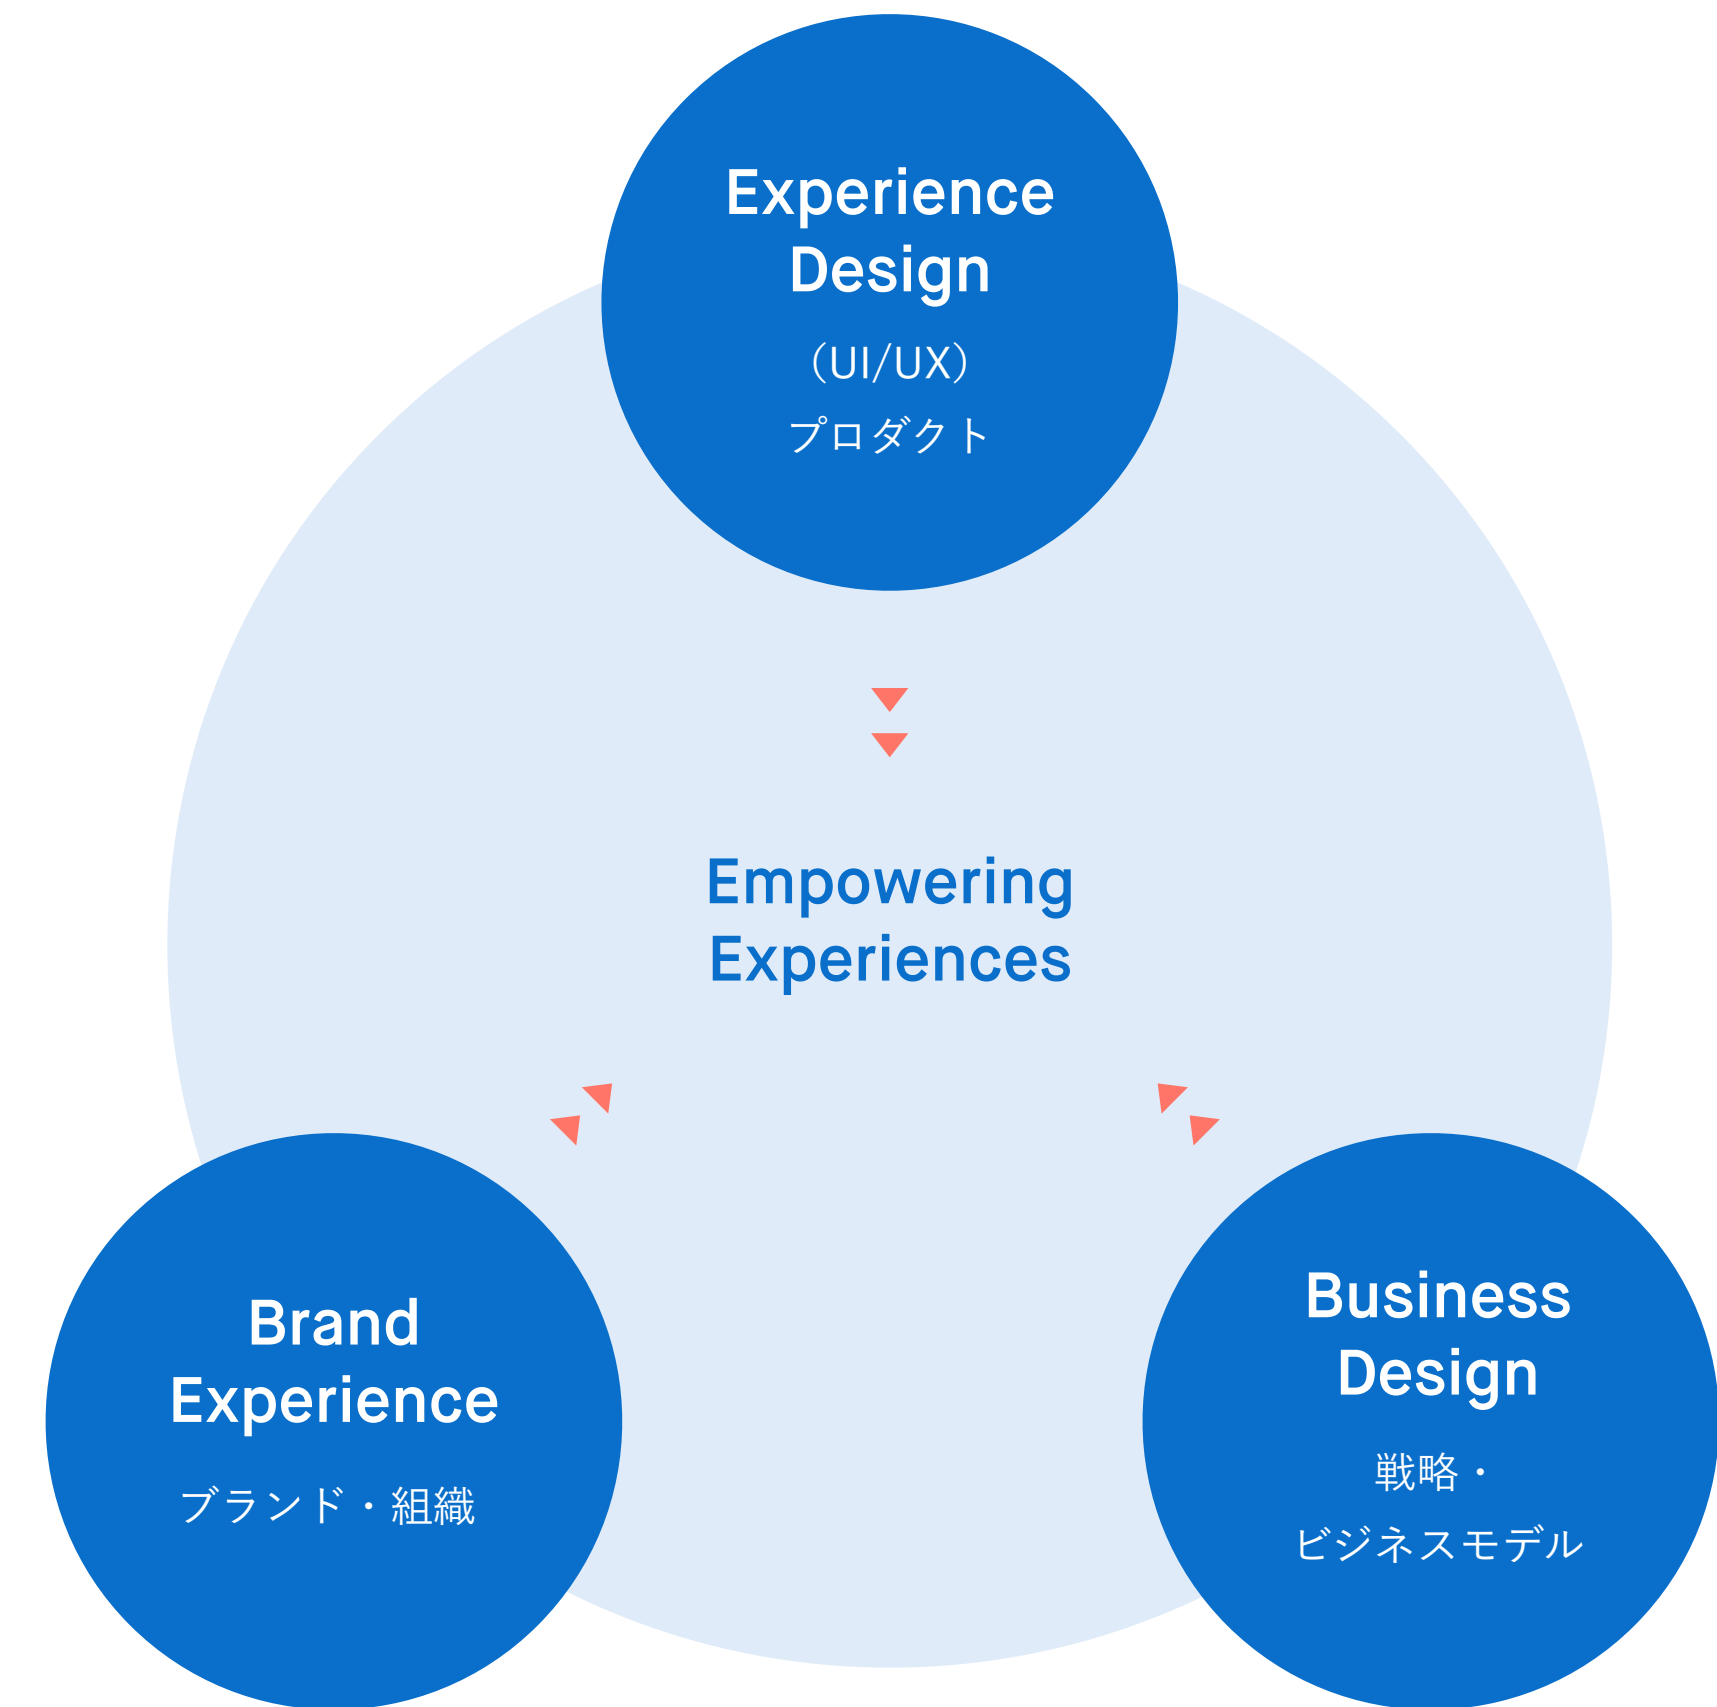 Experience
Design
（UI/UX）
プロダクト
Empowering
Experiences
Brand
Experience
ブランド・組織
Business
Design
戦略・
ビジネスモデル